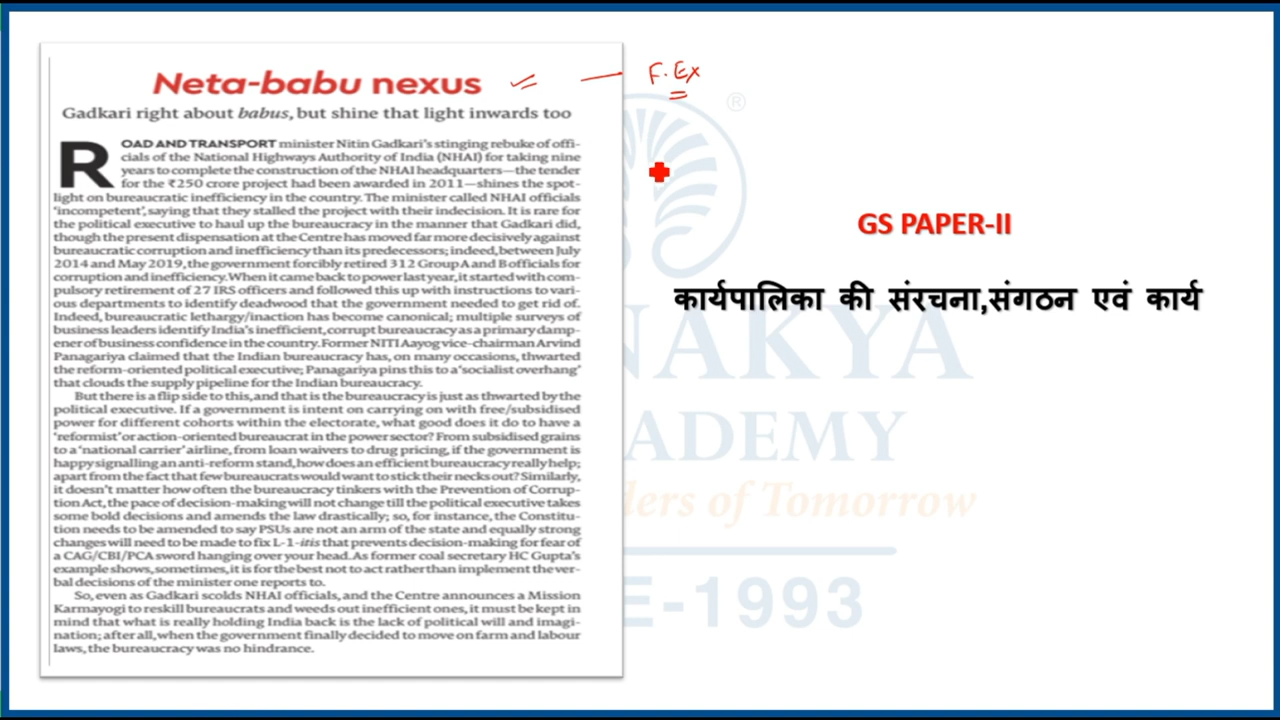 Neta-babu nexus
F. Ex
Gadkari right about babus, but shine that light inwards too
ROAD AND TRANSPORT minister Nitin Gadkari's stinging rebuke of offi-
cials of the National Highways Authority of India (NHAI) for taking nine
years to complete the construction of the NHAI headquarters—the tender
for the ₹250 crore project had been awarded in 2011—shines the spot-
light on bureaucratic inefficiency in the country. The minister called NHAI officials
'incompetent', saying that they stalled the project with their indecision. It is rare for
the political executive to haul up the bureaucracy in the manner that Gadkari did,
though the present dispensation at the Centre has moved far more decisively against
bureaucratic corruption and inefficiency than its predecessors; indeed, between July
2014 and May 2019, the government forcibly retired 312 Group A and B officials for
corruption and inefficiency. When it came back to power last year, it started with com-
pulsory retirement of 27 IRS officers and followed this up with instructions to vari-
ous departments to identify deadwood that the government needed to get rid of.
Indeed, bureaucratic lethargy/inaction has become canonical; multiple surveys of
business leaders identify India's inefficient, corrupt bureaucracy as a primary damp-
ener of business confidence in the country. Former NITI Aayog vice-chairman Arvind
Panagariya claimed that the Indian bureaucracy has, on many occasions, thwarted
the reform-oriented political executive; Panagariya pins this to a 'socialist overhang'
that clouds the supply pipeline for the Indian bureaucracy.
But there is a flip side to this, and that is the bureaucracy is just as thwarted by the
political executive. If a government is intent on carrying on with free/subsidised
power for different cohorts within the electorate, what good does it do to have a
'reformist' or action-oriented bureaucrat in the power sector? From subsidised grains
to a 'national carrier' airline, from loan waivers to drug pricing, if the government is
happy signalling an anti-reform stand, how does an efficient bureaucracy really help;
apart from the fact that few bureaucrats would want to stick their necks out? Similarly,
it doesn't matter how often the bureaucracy tinkers with the Prevention of Corrup-
tion Act, the pace of decision-making will not change till the political executive takes
some bold decisions and amends the law drastically; so, for instance, the Constitu-
tion needs to be amended to say PSUs are not an arm of the state and equally strong
changes will need to be made to fix L-1-itis that prevents decision-making for fear of
a CAG/CBI/PCA sword hanging over your head. As former coal secretary HC Gupta's
example shows, sometimes, it is for the best not to act rather than implement the ver-
bal decisions of the minister one reports to.
So, even as Gadkari scolds NHAI officials, and the Centre announces a Mission
Karmayogi to reskill bureaucrats and weeds out inefficient ones, it must be kept in
mind that what is really holding India back is the lack of political will and imagi-
nation; after all, when the government finally decided to move on farm and labour
laws, the bureaucracy was no hindrance.
GS PAPER-II
कार्यपालिका की संरचना,संगठन एवं कार्य
NAKYA
ADEMY
ders of Tomorrow
E-1993